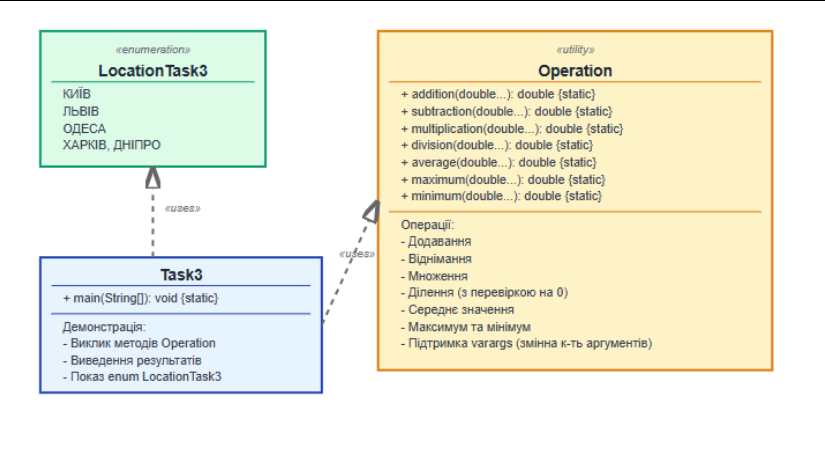 «enumeration»
LocationTask3
КИЇВ
ЛЬВІВ
ОДЕСА
ХАРКІВ, ДНІПРО
«uses»
Task3
+ main(String[]): void {static}
Демонстрація:
- Виклик методів Operation
- Виведення результатів
- Показ enum LocationTask3
«uses»
«utility»
Operation
+ addition(double...): double {static}
+ subtraction(double...): double {static}
+ multiplication(double...): double {static}
+ division(double...): double {static}
+ average(double...): double {static}
+ maximum(double...): double {static}
+ minimum(double...): double {static}
Операції:
- Додавання
- Віднімання
- Множення
- Ділення (з перевіркою на 0)
- Середнє значення
- Максимум та мінімум
- Підтримка varargs (змінна к-ть аргументів)